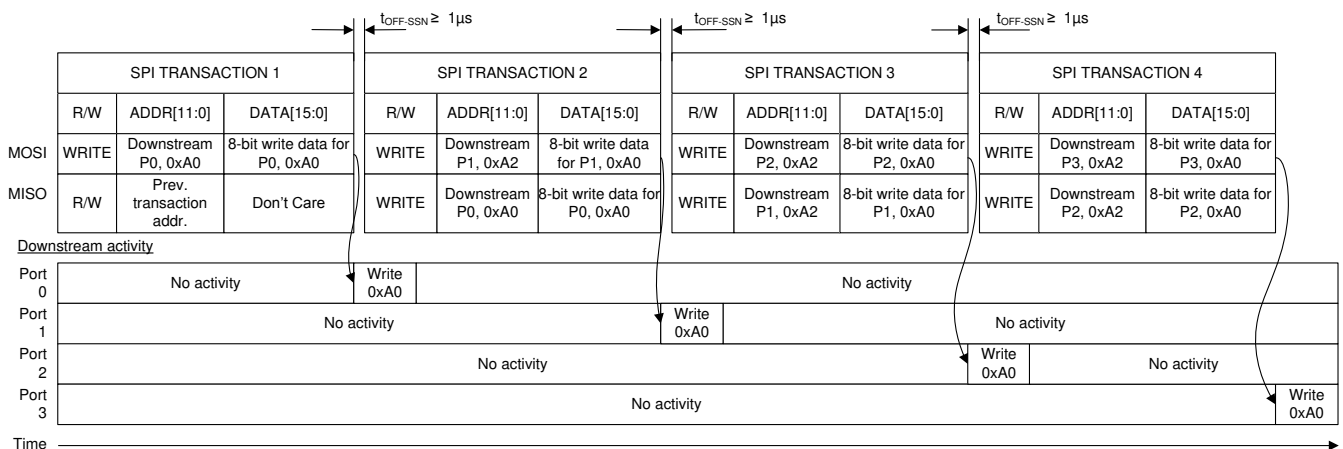 tOFF-SSN ≥ 1µs tOFF-SSN ≥ 1µs tOFF-SSN ≥ 1µs
SPI TRANSACTION 1 SPI TRANSACTION 2 SPI TRANSACTION 3 SPI TRANSACTION 4
R/W ADDR[11:0] DATA[15:0] R/W ADDR[11:0] DATA[15:0] R/W ADDR[11:0] DATA[15:0] R/W ADDR[11:0] DATA[15:0]
MOSI WRITE Downstream P0, 0xA0 8-bit write data for P0, 0xA0 WRITE Downstream P1, 0xA2 8-bit write data for P1, 0xA0 WRITE Downstream P2, 0xA2 8-bit write data for P2, 0xA0 WRITE Downstream P3, 0xA2 8-bit write data for P3, 0xA0
MISO R/W Prev. transaction addr. Don't Care WRITE Downstream P0, 0xA0 8-bit write data for P0, 0xA0 WRITE Downstream P1, 0xA2 8-bit write data for P1, 0xA0 WRITE Downstream P2, 0xA2 8-bit write data for P2, 0xA0
Downstream activity
Port 0 No activity Write 0xA0 No activity
Port 1 No activity Write 0xA0 No activity
Port 2 No activity Write 0xA0 No activity
Port 3 No activity Write 0xA0
Time